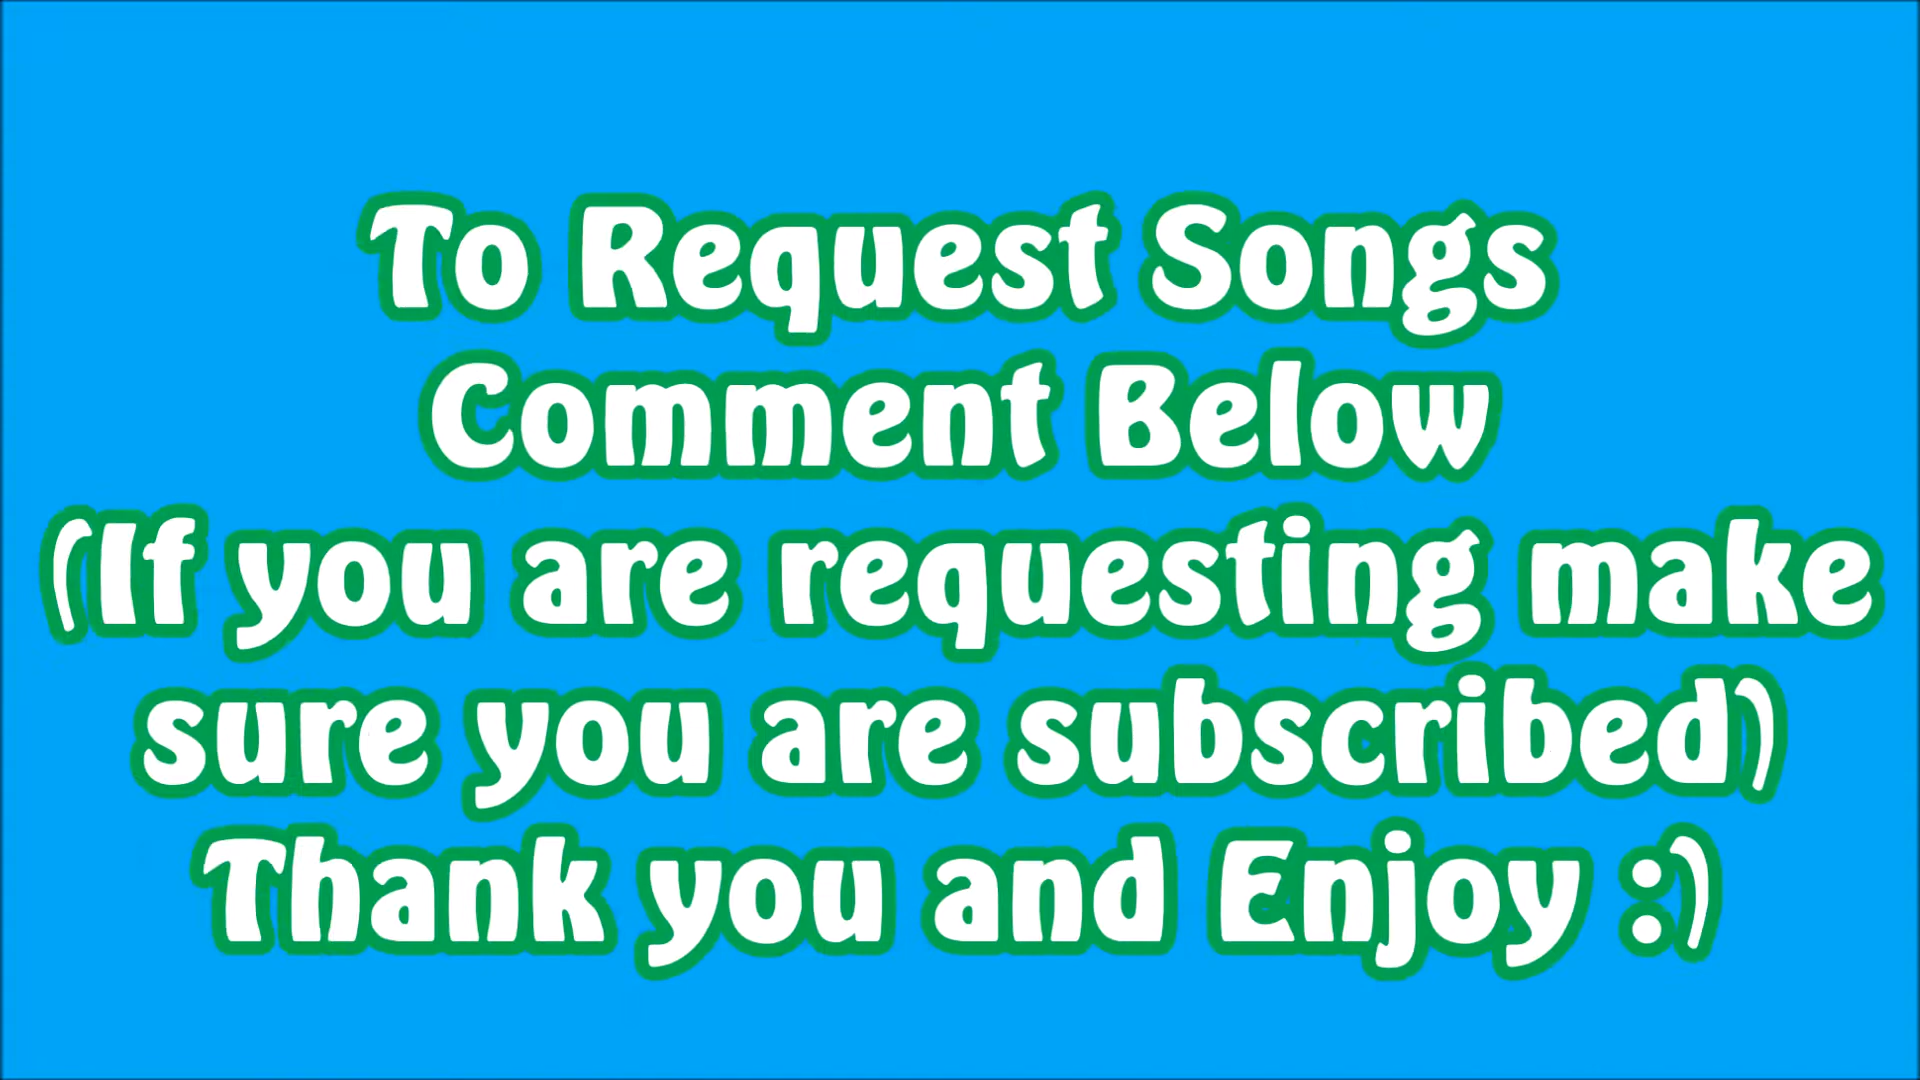 To Request Songs
Comment Below
(If you are requesting make
sure you are subscribed)
Thank you and Enjoy :)